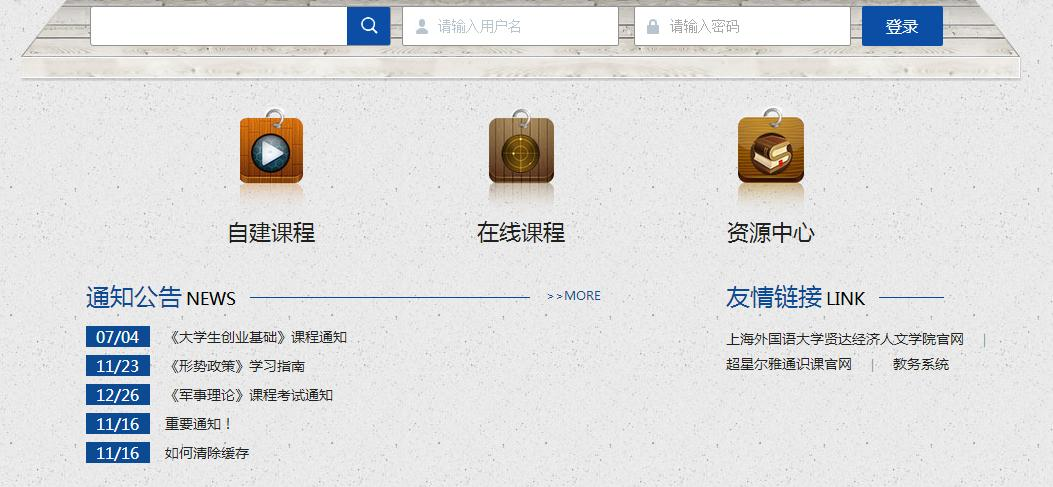 请输入用户名 请输入密码 登录
自建课程 在线课程 资源中心
通知公告 NEWS >>MORE
07/04 《大学生创业基础》课程通知
11/23 《形势政策》学习指南
12/26 《军事理论》课程考试通知
11/16 重要通知！
11/16 如何清除缓存
友情链接 LINK
上海外国语大学贤达经济人文学院官网 |
超星尔雅通识课官网 | 教务系统